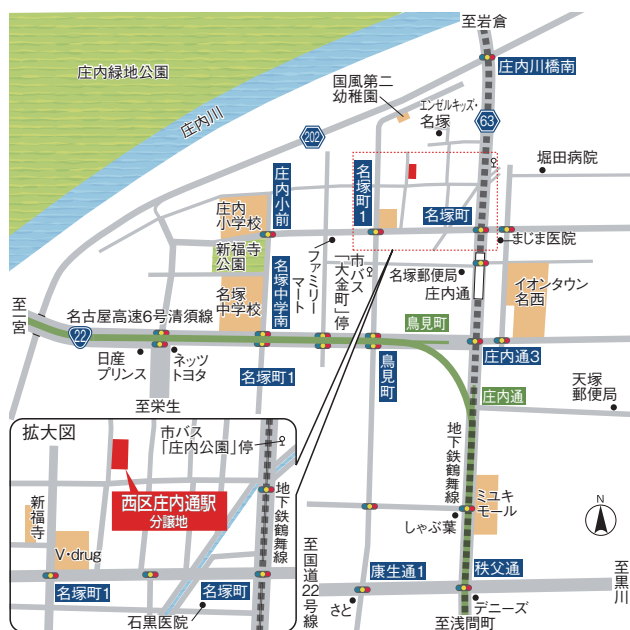 至岩倉
庄内緑地公園
庄内川橋南
国風第二
幼稚園
エンゼルキッズ・
名塚
庄内川
63
202
堀田病院
庄内小前
名塚町1
庄内
小学校
名塚町
まじま医院
新福寺
公園
ファミリー
マート
市バス
「大金町」停
名塚郵便局
庄内通
イオンタウン
名西
名塚中学南
名塚
中学校
至一宮
名古屋高速6号清須線
22
鳥見町
日産
プリンス
ネッツ
トヨタ
名塚町1
鳥見町
庄内通3
至栄生
庄内通
天塚
郵便局
拡大図
市バス
「庄内公園」停
地下鉄鶴舞線
西区庄内通駅
分譲地
新福寺
地下鉄鶴舞線
ミユキ
モール
しゃぶ葉
N
V・drug
名塚町1
名塚町
石黒医院
至国道22号線
康生通1
秩父通
至黒川
さと
デニーズ
至浅間町